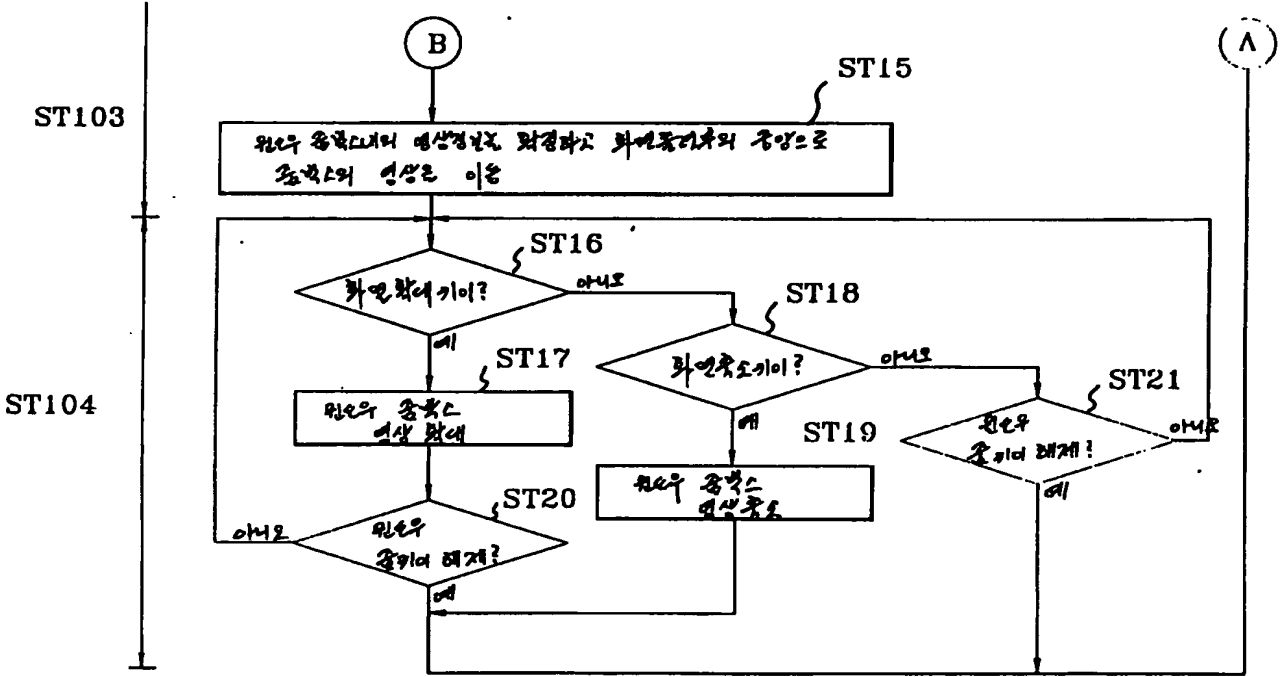 B
A
ST15
ST103
윈도우 줌박스내의 영상정보를 확정하고 화면폴리츄의 중앙으로
줌박스의 영상을 이동
ST16
화면확대키이?
아니오
예
ST18
화면축소키이?
아니오
예
ST17
윈도우 줌박스
영상 확대
ST104
ST21
윈도우
줌키이 해제?
아니오
예
ST19
윈도우 줌박스
영상축소
ST20
윈도우
줌키이 해제?
아니오
예